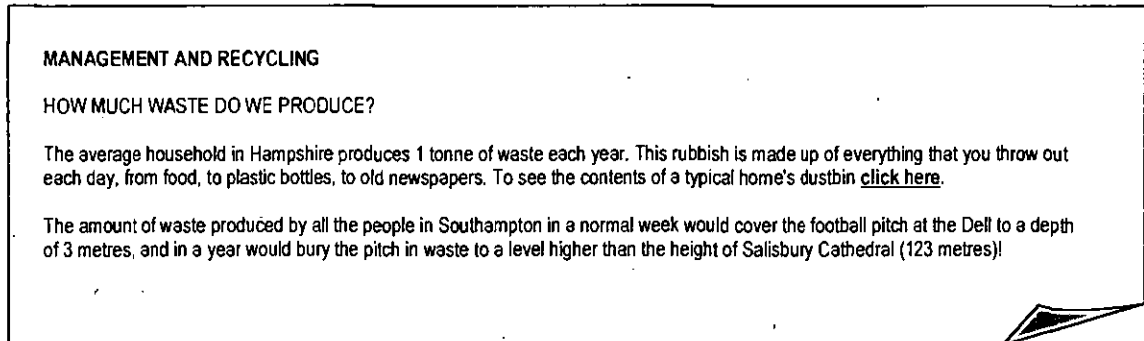 MANAGEMENT AND RECYCLING
HOW MUCH WASTE DO WE PRODUCE?
The average household in Hampshire produces 1 tonne of waste each year. This rubbish is made up of everything that you throw out
each day, from food, to plastic bottles, to old newspapers. To see the contents of a typical home's dustbin click here.
The amount of waste produced by all the people in Southampton in a normal week would cover the football pitch at the Dell to a depth
of 3 metres, and in a year would bury the pitch in waste to a level higher than the height of Salisbury Cathedral (123 metres)!